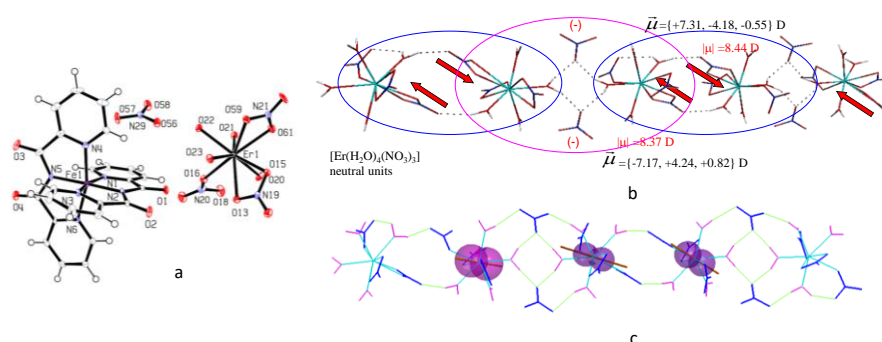 O57
O58
N29
O56
O22
O59
N21
O21
O61
O23
Er1
O3
N4
N5
Fe1
N1
N2
O1
O16
O15
O20
N20
O18
N19
O13
O4
N3
O2
N6
a
(-)
μ={+7.31, -4.18, -0.55} D
|μ|=8.44 D
[Er(H₂O)₄(NO₃)₃]
neutral units
(-)
|μ|=8.37 D
μ={-7.17, +4.24, +0.82} D
b
c